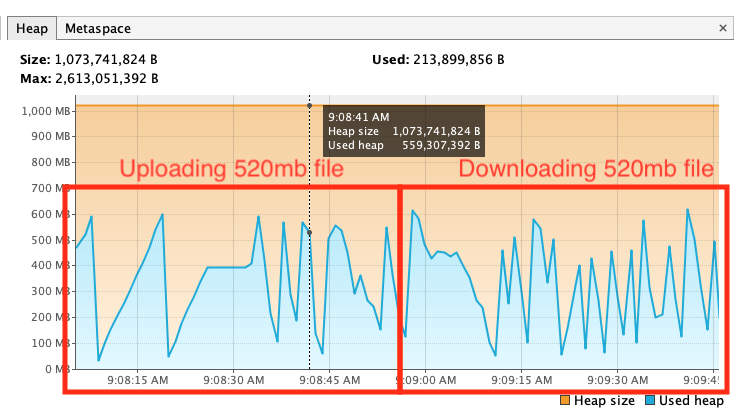 Heap Metaspace ×
Size: 1,073,741,824 B Used: 213,899,856 B
Max: 2,613,051,392 B
1,000 MB
900 MB
800 MB
700 MB
600 MB
500 MB
400 MB
300 MB
200 MB
100 MB
0 MB
9:08:41 AM
Heap size 1,073,741,824 B
Used heap 559,307,392 B
Uploading 520mb file Downloading 520mb file
9:08:15 AM 9:08:30 AM 9:08:45 AM 9:09:00 AM 9:09:15 AM 9:09:30 AM 9:09:4
Heap size Used heap